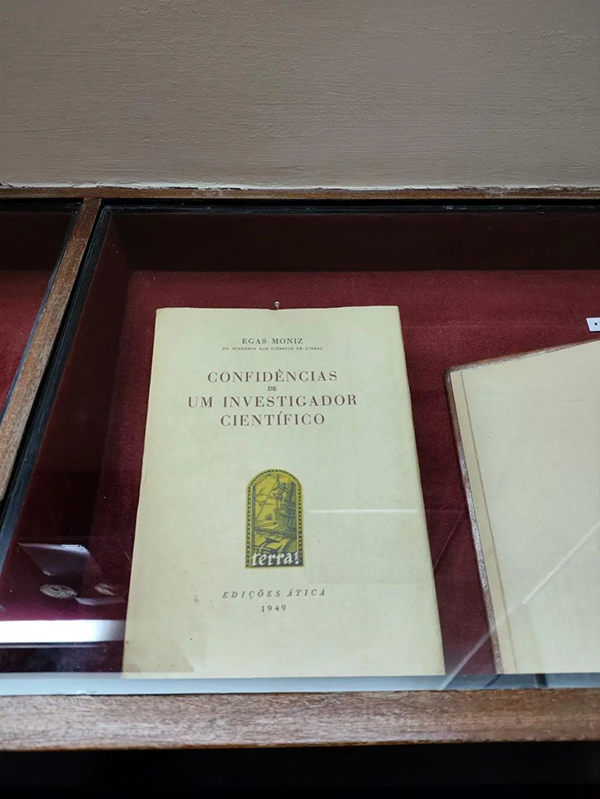 EGAS MONIZ
DA ACADEMIA DAS CIÊNCIAS DE LISBOA
CONFIDÊNCIAS
DE
UM INVESTIGADOR
CIENTÍFICO
terra!
EDIÇÕES ÁTICA
1949